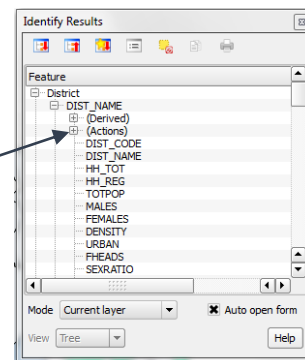 Identify Results
Feature
District
DIST_NAME
(Derived)
(Actions)
DIST_CODE
DIST_NAME
HH_TOT
HH_REG
TOTPOP
MALES
FEMALES
DENSITY
URBAN
FHEADS
SEXRATIO
Mode Current layer Auto open form
View Tree Help